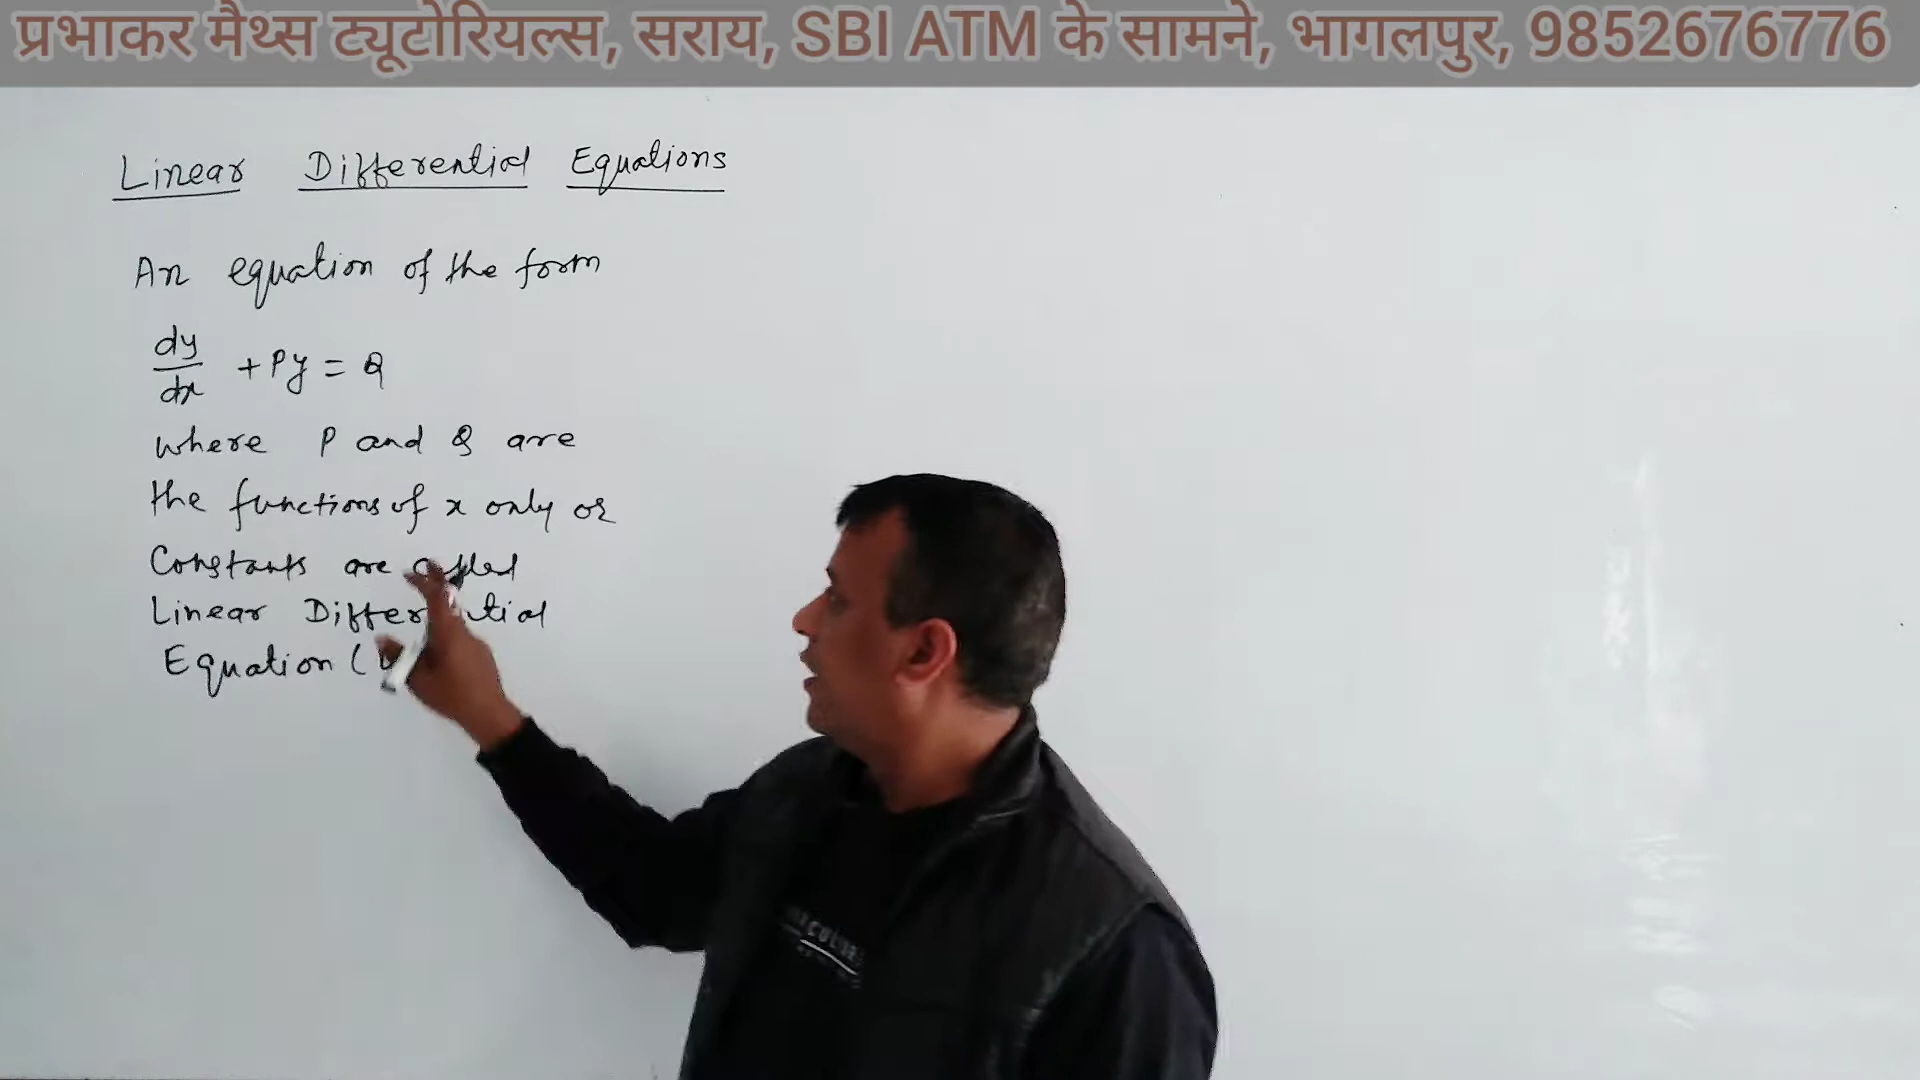 प्रभाकर मैथ्स ट्यूटोरियल्स, सराय, SBI ATM के सामने, भागलपुर, 9852676776
Linear Differential Equations
An equation of the form
dy/dx + Py = Q
where P and Q are
the functions of x only or
Constants are called
Linear Differential
Equation (